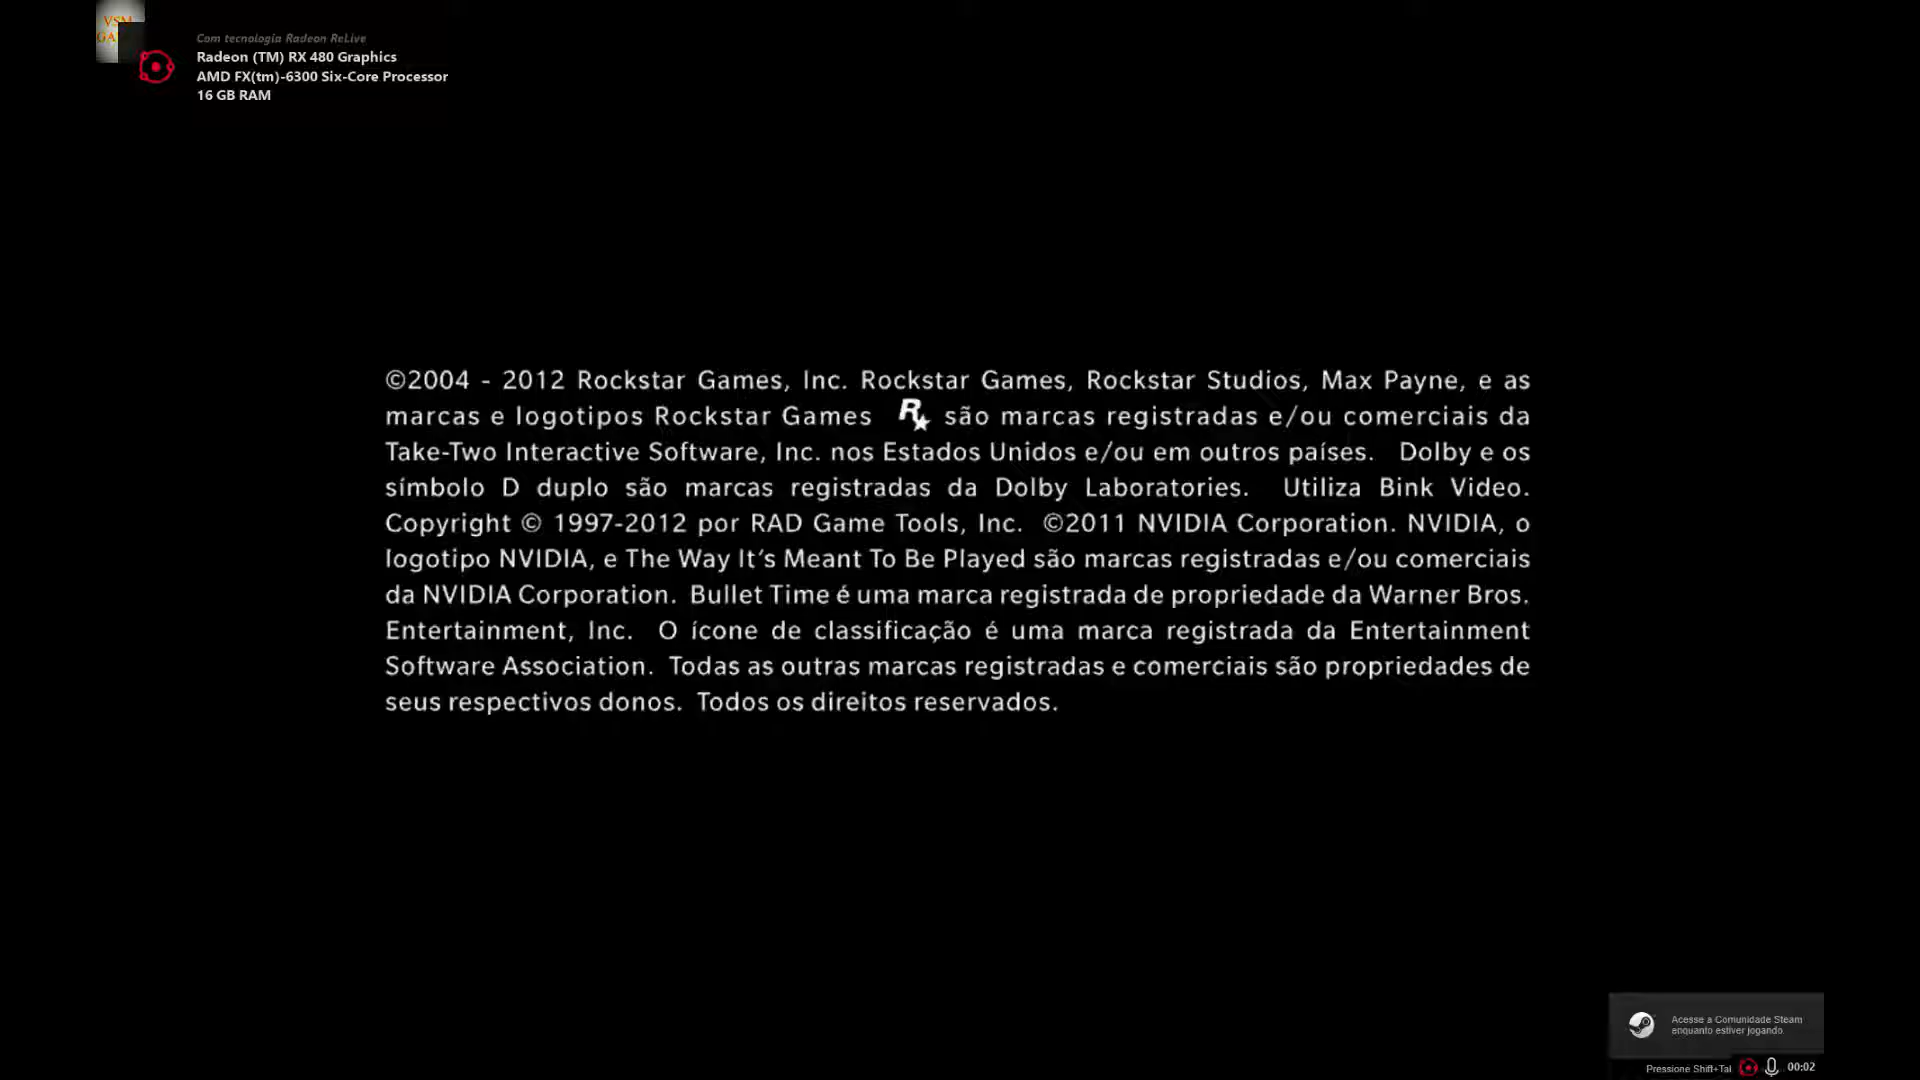 VSM
Com tecnologia Radeon ReLive
Radeon (TM) RX 480 Graphics
AMD FX(tm)-6300 Six-Core Processor
16 GB RAM
©2004 - 2012 Rockstar Games, Inc. Rockstar Games, Rockstar Studios, Max Payne, e as
marcas e logotipos Rockstar Games R são marcas registradas e/ou comerciais da
Take-Two Interactive Software, Inc. nos Estados Unidos e/ou em outros países. Dolby e os
símbolo D duplo são marcas registradas da Dolby Laboratories. Utiliza Bink Video.
Copyright © 1997-2012 por RAD Game Tools, Inc. ©2011 NVIDIA Corporation. NVIDIA, o
logotipo NVIDIA, e The Way It’s Meant To Be Played são marcas registradas e/ou comerciais
da NVIDIA Corporation. Bullet Time é uma marca registrada de propriedade da Warner Bros.
Entertainment, Inc. O ícone de classificação é uma marca registrada da Entertainment
Software Association. Todas as outras marcas registradas e comerciais são propriedades de
seus respectivos donos. Todos os direitos reservados.
Acesse a Comunidade Steam
enquanto estiver jogando.
Pressione Shift+Tal
00:02